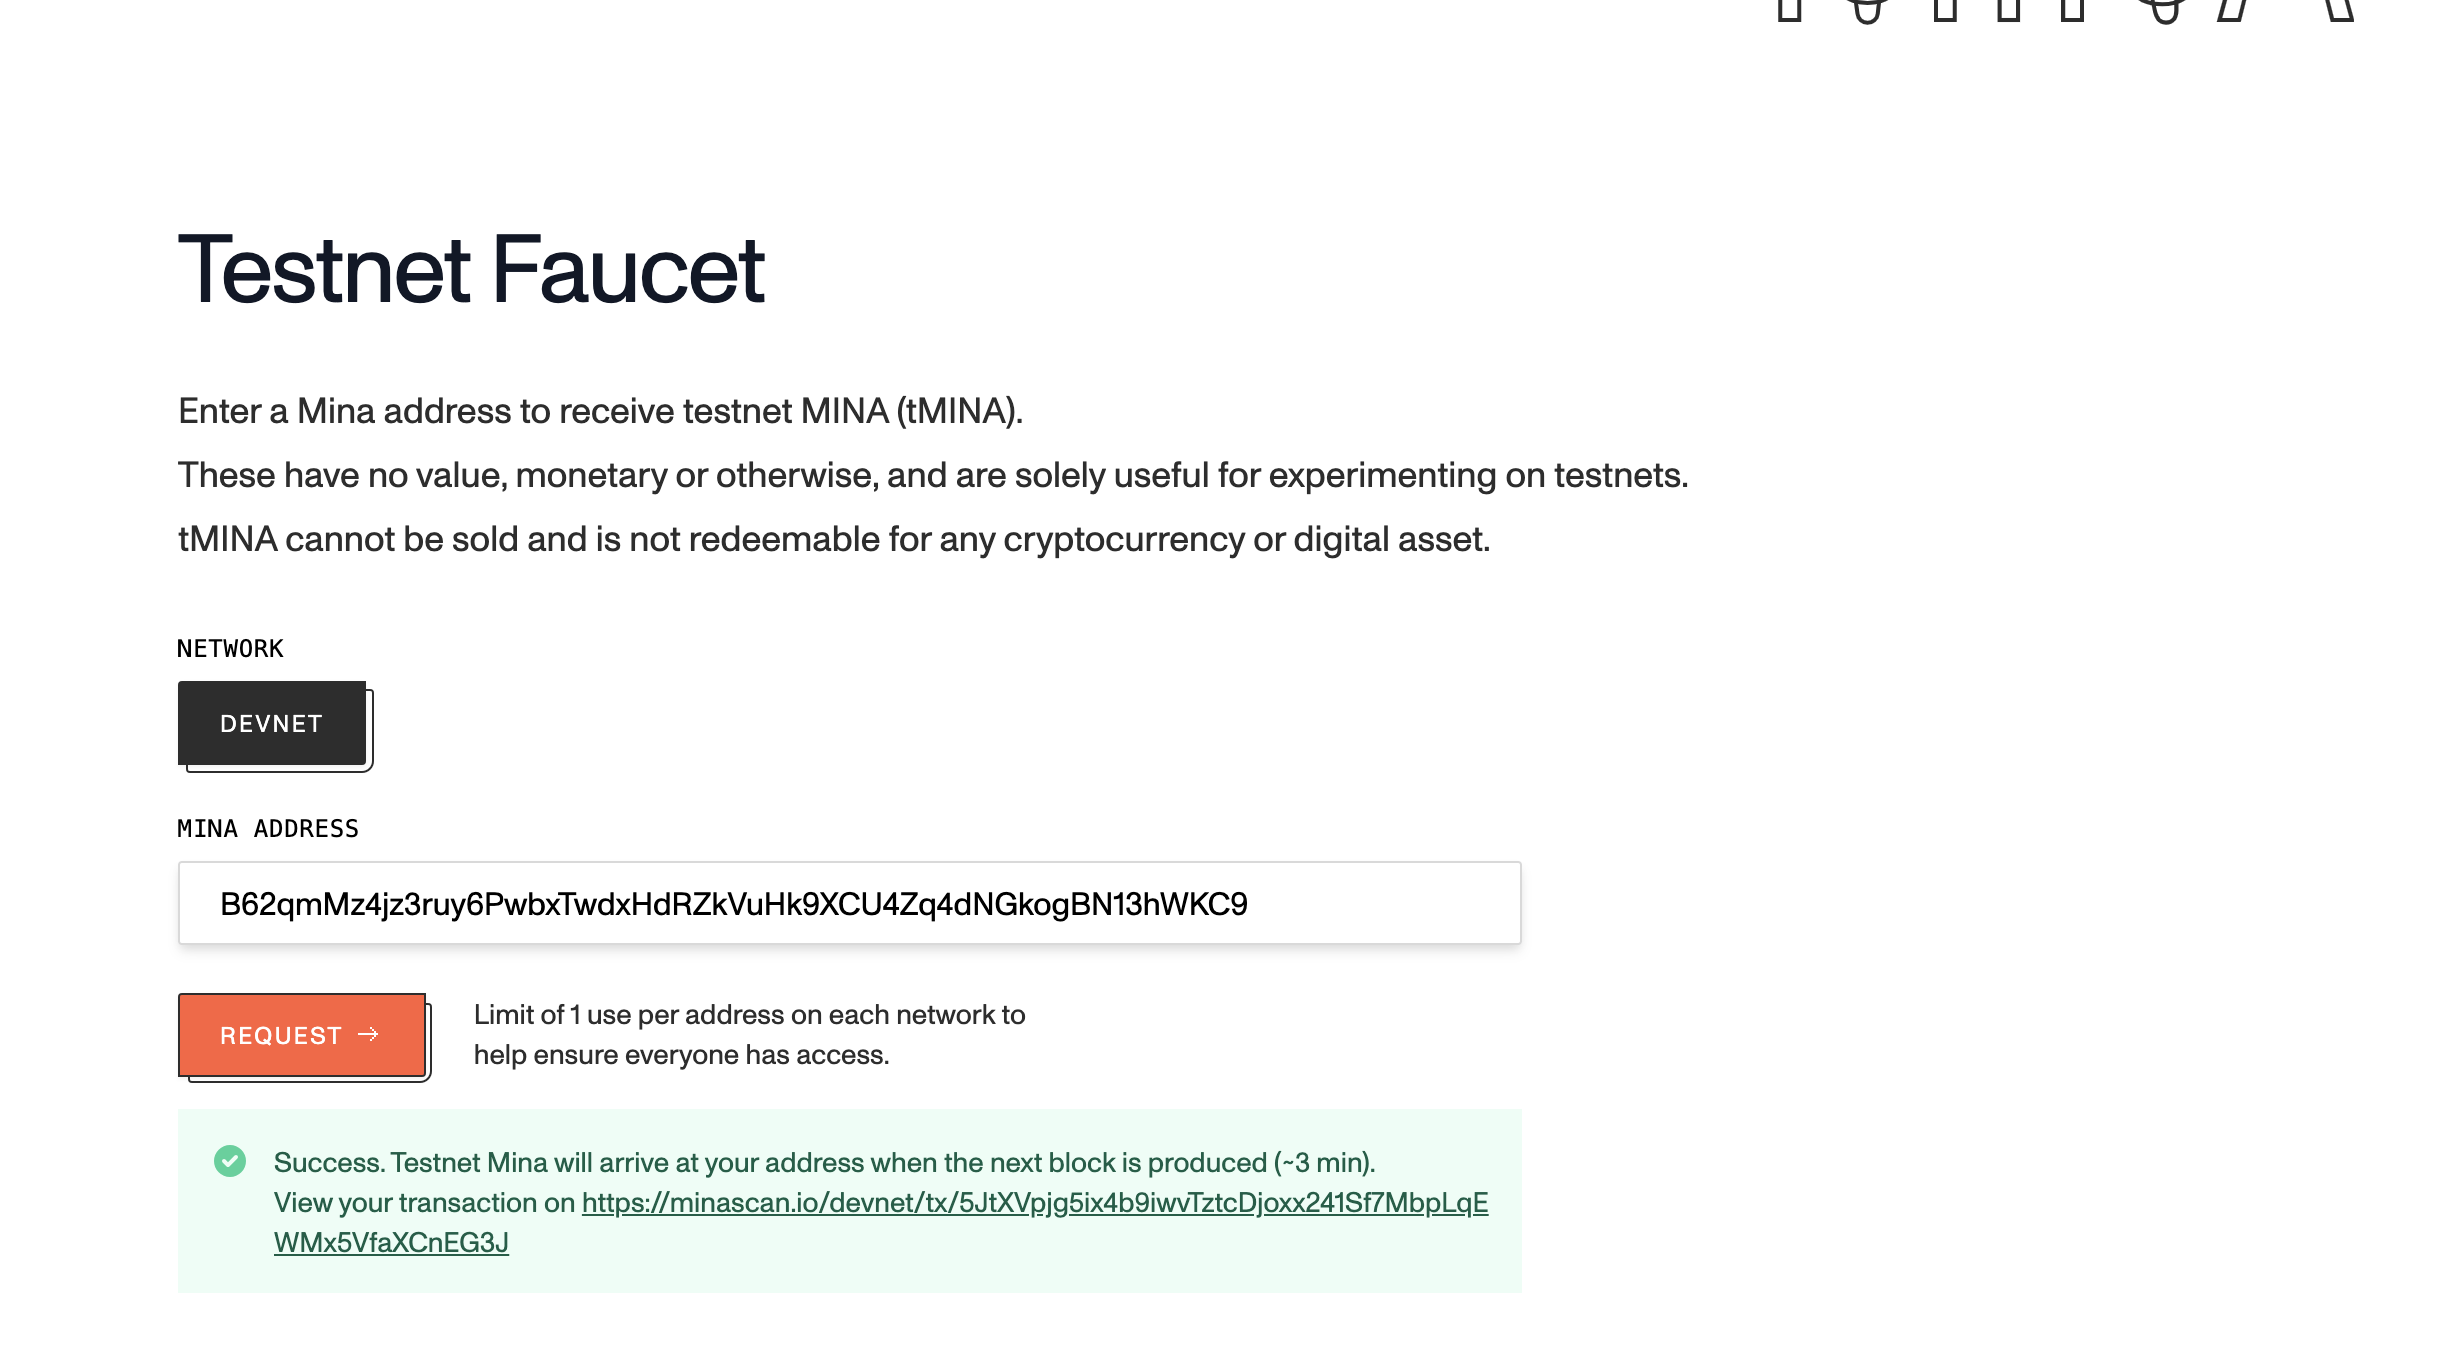 Testnet Faucet
Enter a Mina address to receive testnet MINA (tMINA).
These have no value, monetary or otherwise, and are solely useful for experimenting on testnets.
tMINA cannot be sold and is not redeemable for any cryptocurrency or digital asset.
NETWORK
DEVNET
MINA ADDRESS
B62qmMz4jz3ruy6PwbxTwdxHdRZkVuHk9XCU4Zq4dNGkogBN13hWKC9
REQUEST →
Limit of 1 use per address on each network to
help ensure everyone has access.
Success. Testnet Mina will arrive at your address when the next block is produced (~3 min).
View your transaction on https://minascan.io/devnet/tx/5JtXVpjg5ix4b9iwvTztcDjoxx241Sf7MbpLqE
WMx5VfaXCnEG3J